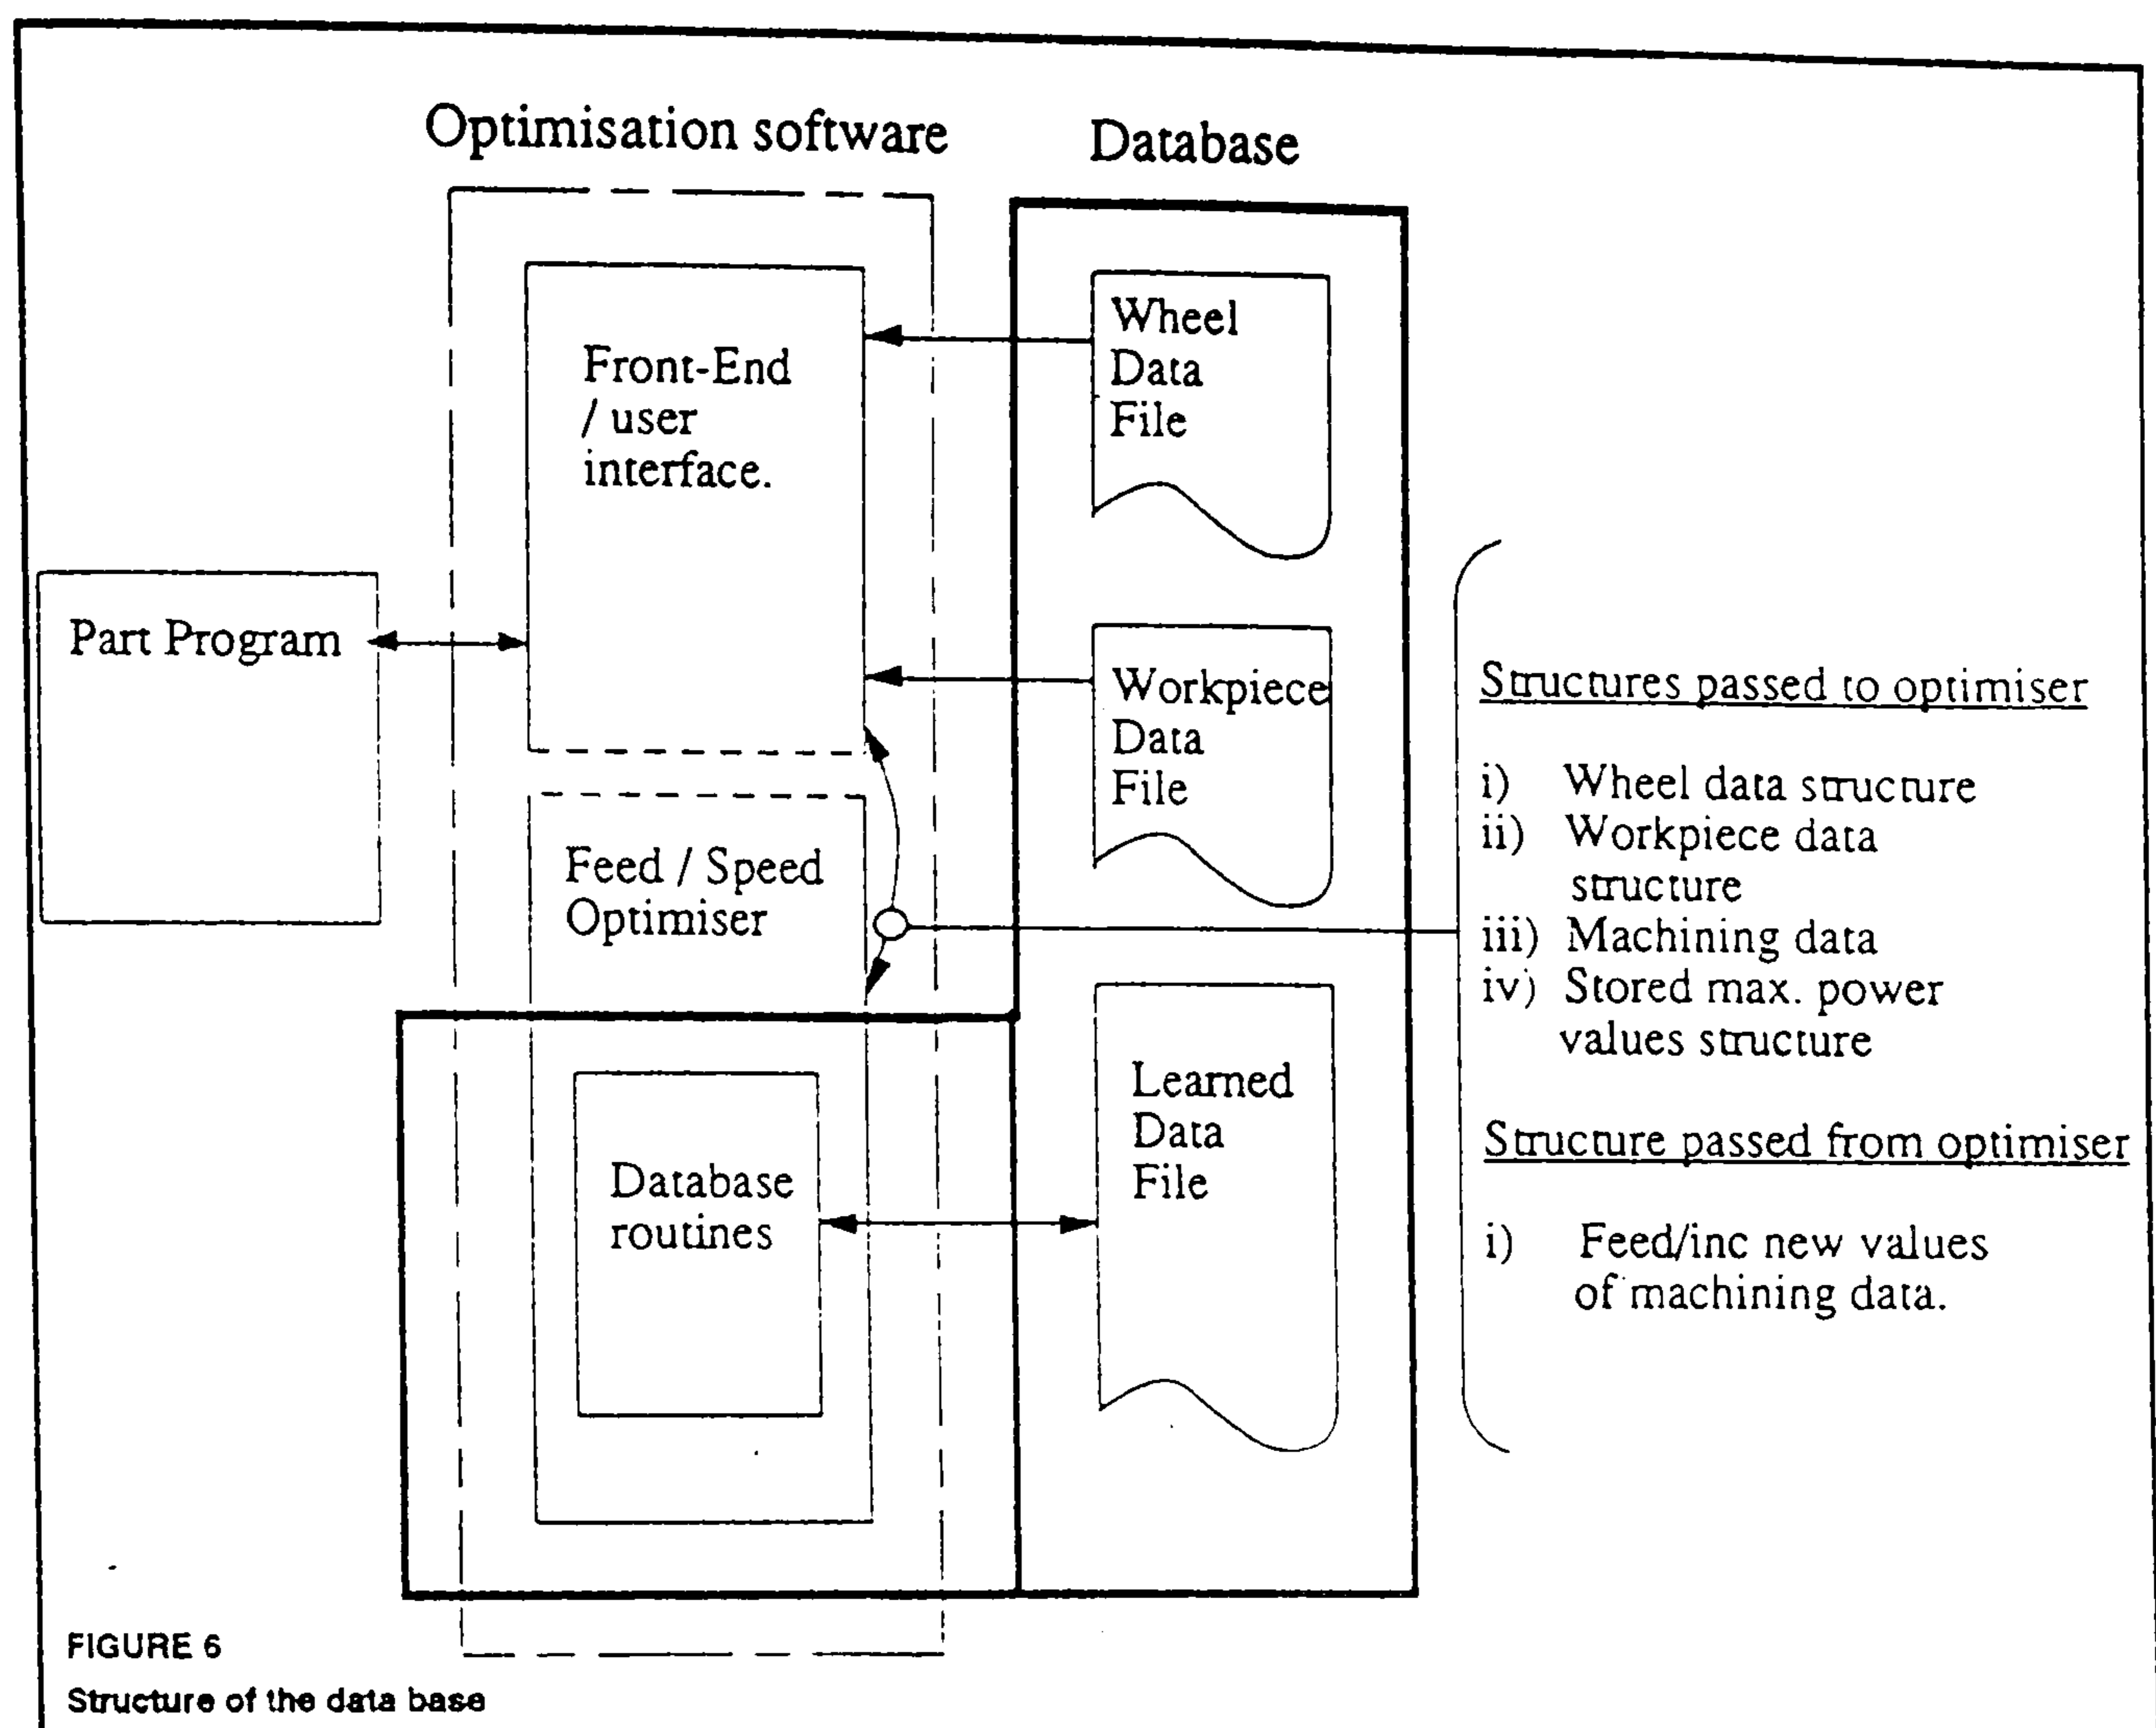 Optimisation software
Database
Front-End
/ user
interface.
Wheel
Data
File
Part Program
Workpiece
Data
File
Feed / Speed
Optimiser
Database
routines
Learned
Data
File
Structures passed to optimiser
i) Wheel data structure
ii) Workpiece data
structure
iii) Machining data
iv) Stored max. power
values structure
Structure passed from optimiser
i) Feed/inc new values
of machining data.
FIGURE 6
Structure of the data base